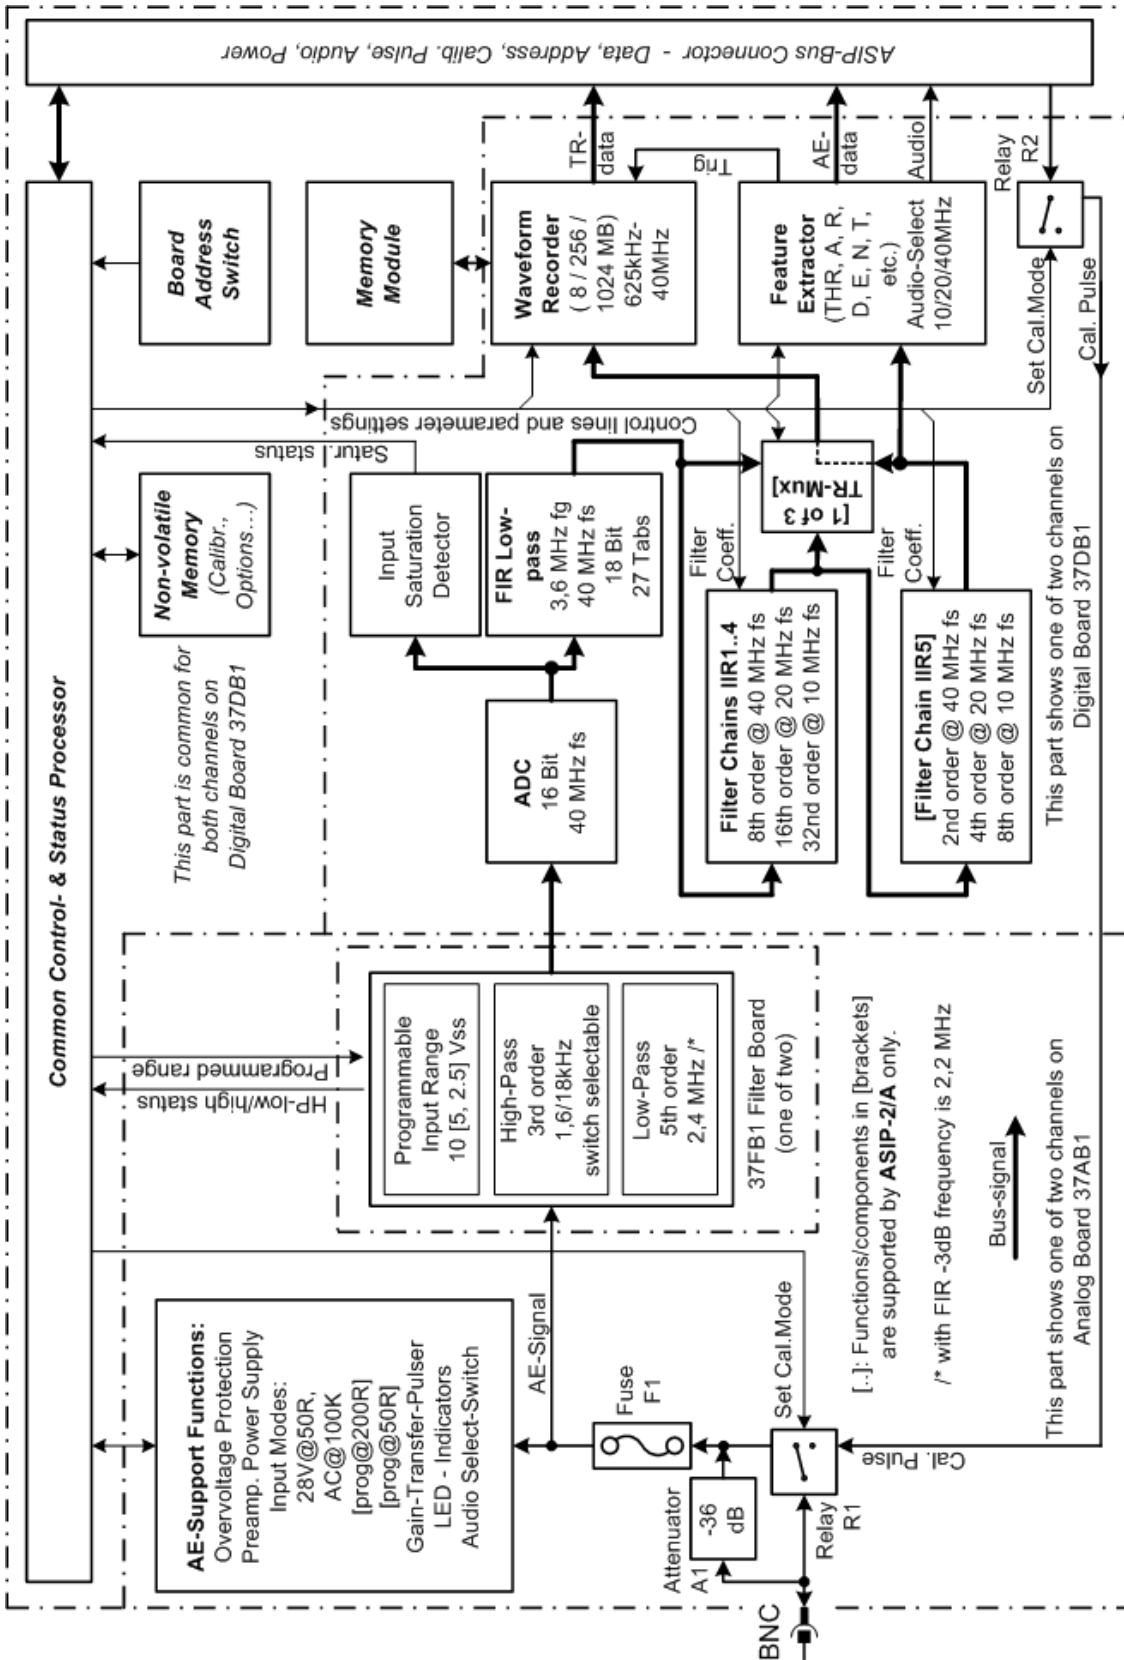 Common Control- & Status Processor
ASIP-Bus Connector - Data, Address, Calib. Pulse, Audio, Power
AE-Support Functions:
Overvoltage Protection
Preamp. Power Supply
Input Modes:
28V@50R,
AC@100K
[prog@200R]
[prog@50R]
Gain-Transfer-Pulser
LED - Indicators
Audio Select-Switch
HP-low/high status
Programmed range
This part is common for
both channels on
Digital Board 37DB1
Non-volatile
Memory
(Calibr.,
Options...)
Board
Address
Switch
Memory
Module
Satur. status
Control lines and parameter settings
Programmable
Input Range
10 [5, 2.5] Vss
High-Pass
3rd order
1,6/18kHz
switch selectable
Low-Pass
5th order
2,4 MHz /*
37FB1 Filter Board
(one of two)
ADC
16 Bit
40 MHz fs
Input
Saturation
Detector
FIR Low-
pass
3,6 MHz fg
40 MHz fs
18 Bit
27 Tabs
Waveform
Recorder
( 8 / 256 /
1024 MB)
625kHz-
40MHz
TR-
data
Trig
Feature
Extractor
(THR, A, R,
D, E, N, T,
etc.)
Audio-Select
10/20/40MHz
AE-
data
Audio
[1 of 3
TR-Mux]
Filter
Coeff.
Filter Chains IIR1..4
8th order @ 40 MHz fs
16th order @ 20 MHz fs
32nd order @ 10 MHz fs
Filter
Coeff.
[Filter Chain IIR5]
2nd order @ 40 MHz fs
4th order @ 20 MHz fs
8th order @ 10 MHz fs
AE-Signal
Fuse
F1
Attenuator
A1
-36
dB
BNC
Relay
R1
Set Cal.Mode
Cal. Pulse
Relay
R2
Set Cal.Mode
Cal. Pulse
[..]: Functions/components in [brackets]
are supported by ASIP-2/A only.
/* with FIR -3dB frequency is 2,2 MHz
Bus-signal
This part shows one of two channels on
Analog Board 37AB1
This part shows one of two channels on
Digital Board 37DB1